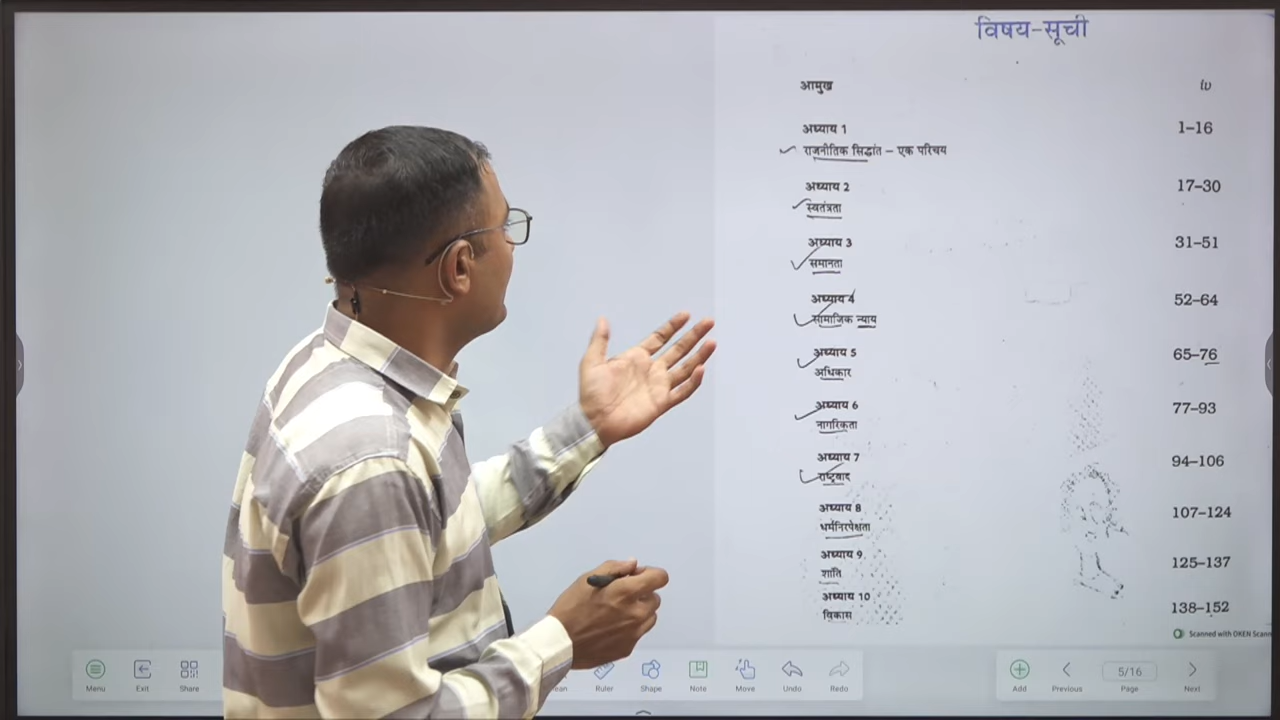 विषय-सूची
आमुख iv
अध्याय 1 1–16
राजनीतिक सिद्धांत – एक परिचय
अध्याय 2 17–30
स्वतंत्रता
अध्याय 3 31–51
समानता
अध्याय 4 52–64
सामाजिक न्याय
अध्याय 5 65–76
अधिकार
अध्याय 6 77–93
नागरिकता
अध्याय 7 94–106
राष्ट्रवाद
अध्याय 8 107–124
धर्मनिरपेक्षता
अध्याय 9 125–137
शांति
अध्याय 10 138–152
विकास
Scanned with OKEN Scann
Menu Exit Share ean Ruler Shape Note Move Undo Redo Add Previous 5/16 Page Next